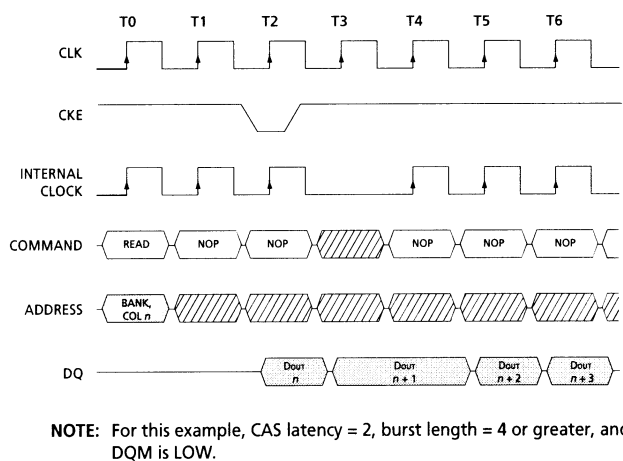 T0 T1 T2 T3 T4 T5 T6
CLK
CKE
INTERNAL
CLOCK
COMMAND READ NOP NOP NOP NOP NOP
ADDRESS BANK,
COL n
DQ DOUT n DOUT n + 1 DOUT n + 2 DOUT n + 3
NOTE: For this example, CAS latency = 2, burst length = 4 or greater, and
DQM is LOW.